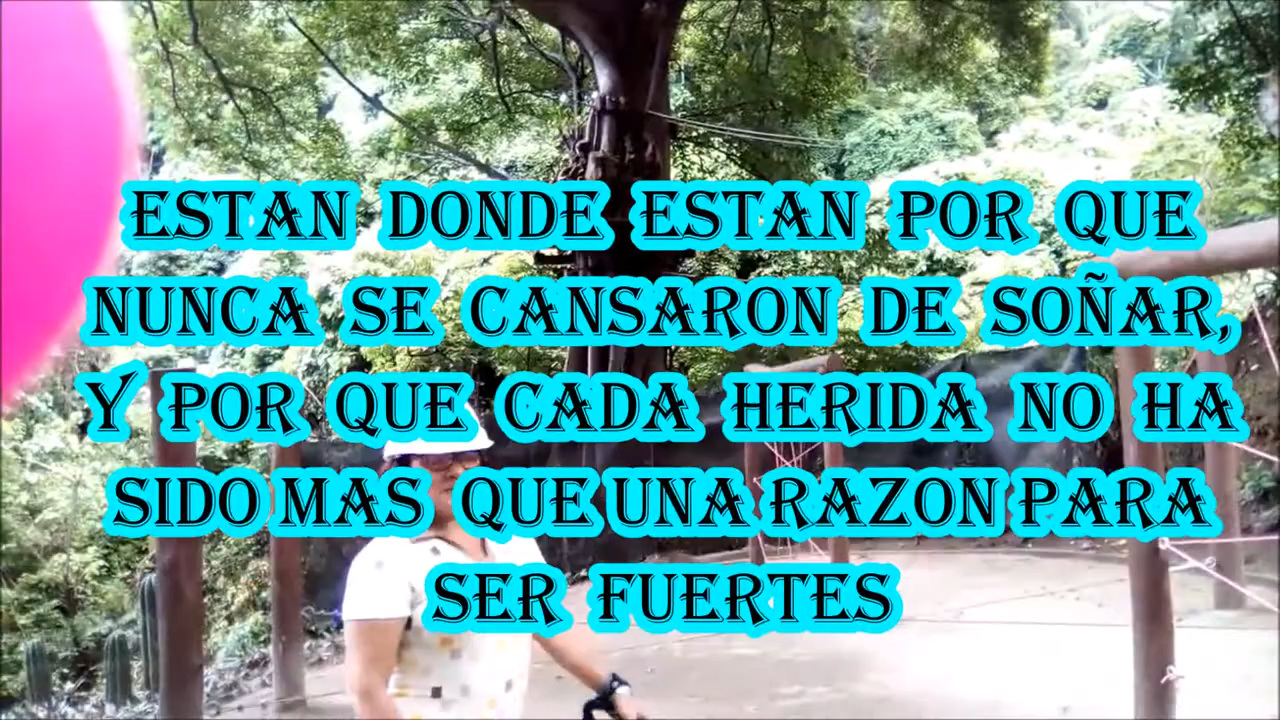 ESTAN DONDE ESTAN POR QUE
NUNCA SE CANSARON DE SOÑAR,
Y POR QUE CADA HERIDA NO HA
SIDO MAS QUE UNA RAZON PARA
SER FUERTES